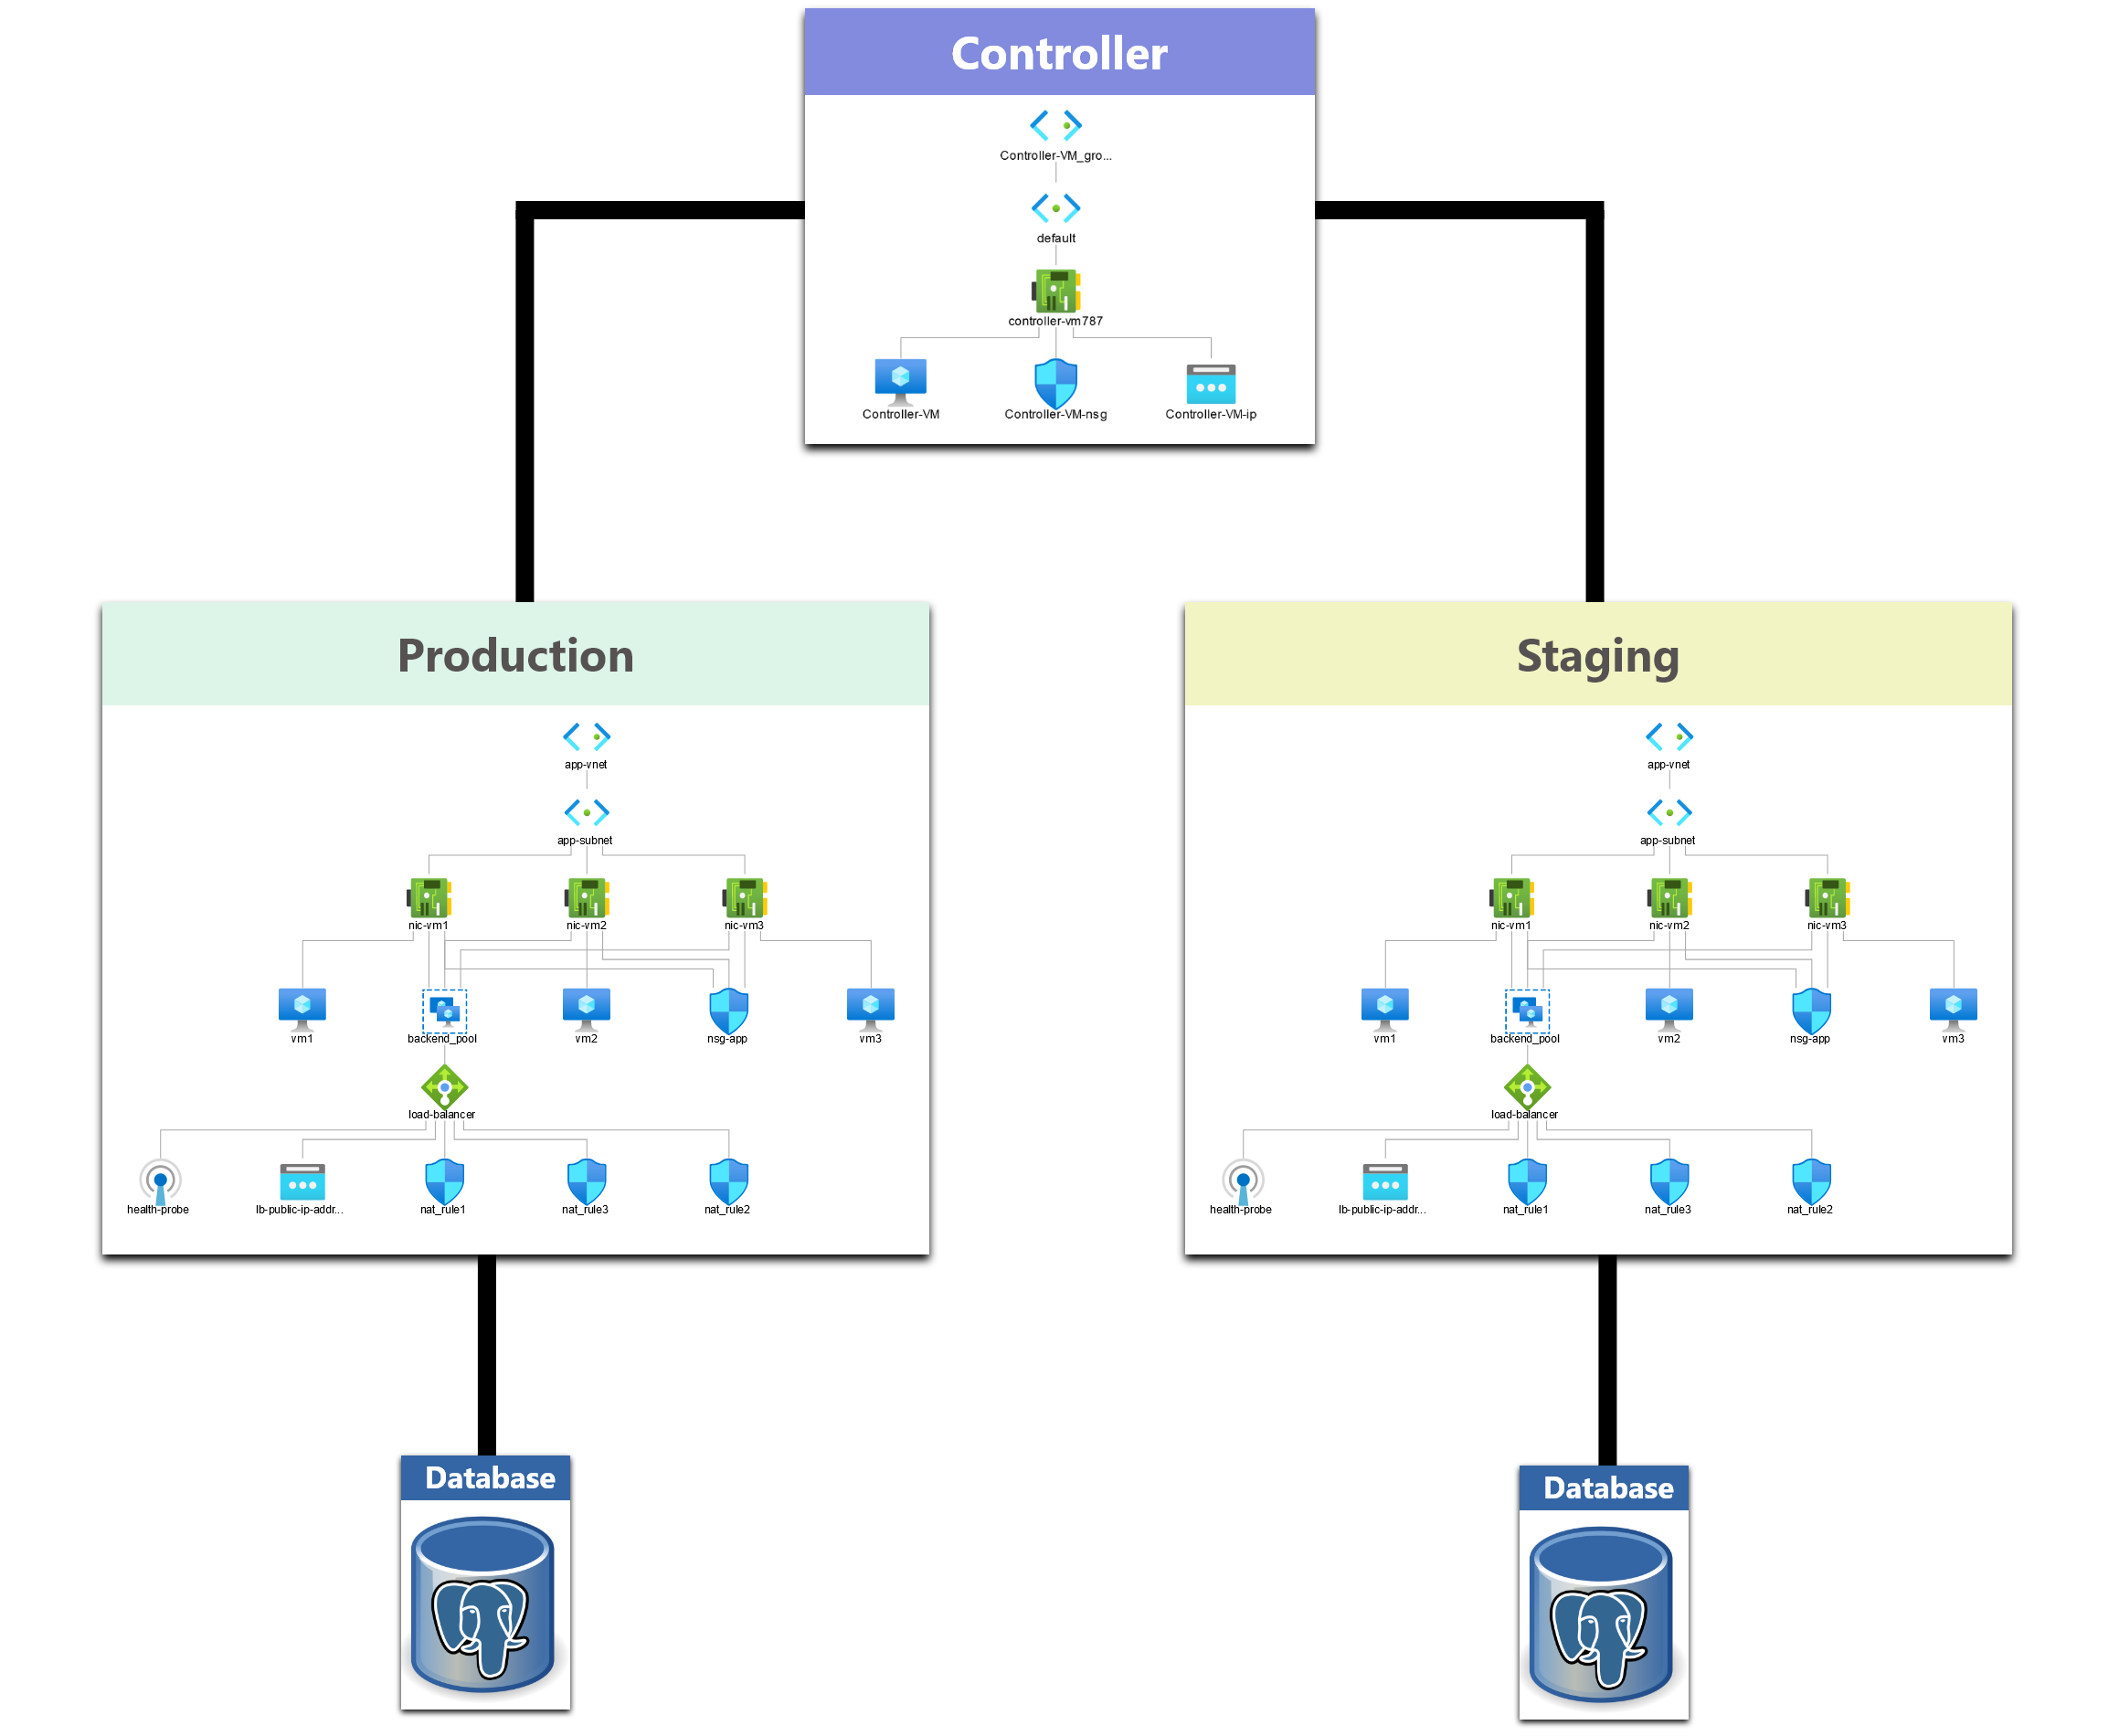 Controller
Controller-VM_gro...
default
controller-vm787
Controller-VM
Controller-VM-nsg
Controller-VM-ip
Production
app-vnet
app-subnet
nic-vm1
nic-vm2
nic-vm3
vm1
backend_pool
vm2
nsg-app
vm3
load-balancer
health-probe
lb-public-ip-addr...
nat_rule1
nat_rule3
nat_rule2
Database
Staging
app-vnet
app-subnet
nic-vm1
nic-vm2
nic-vm3
vm1
backend_pool
vm2
nsg-app
vm3
load-balancer
health-probe
lb-public-ip-addr...
nat_rule1
nat_rule3
nat_rule2
Database